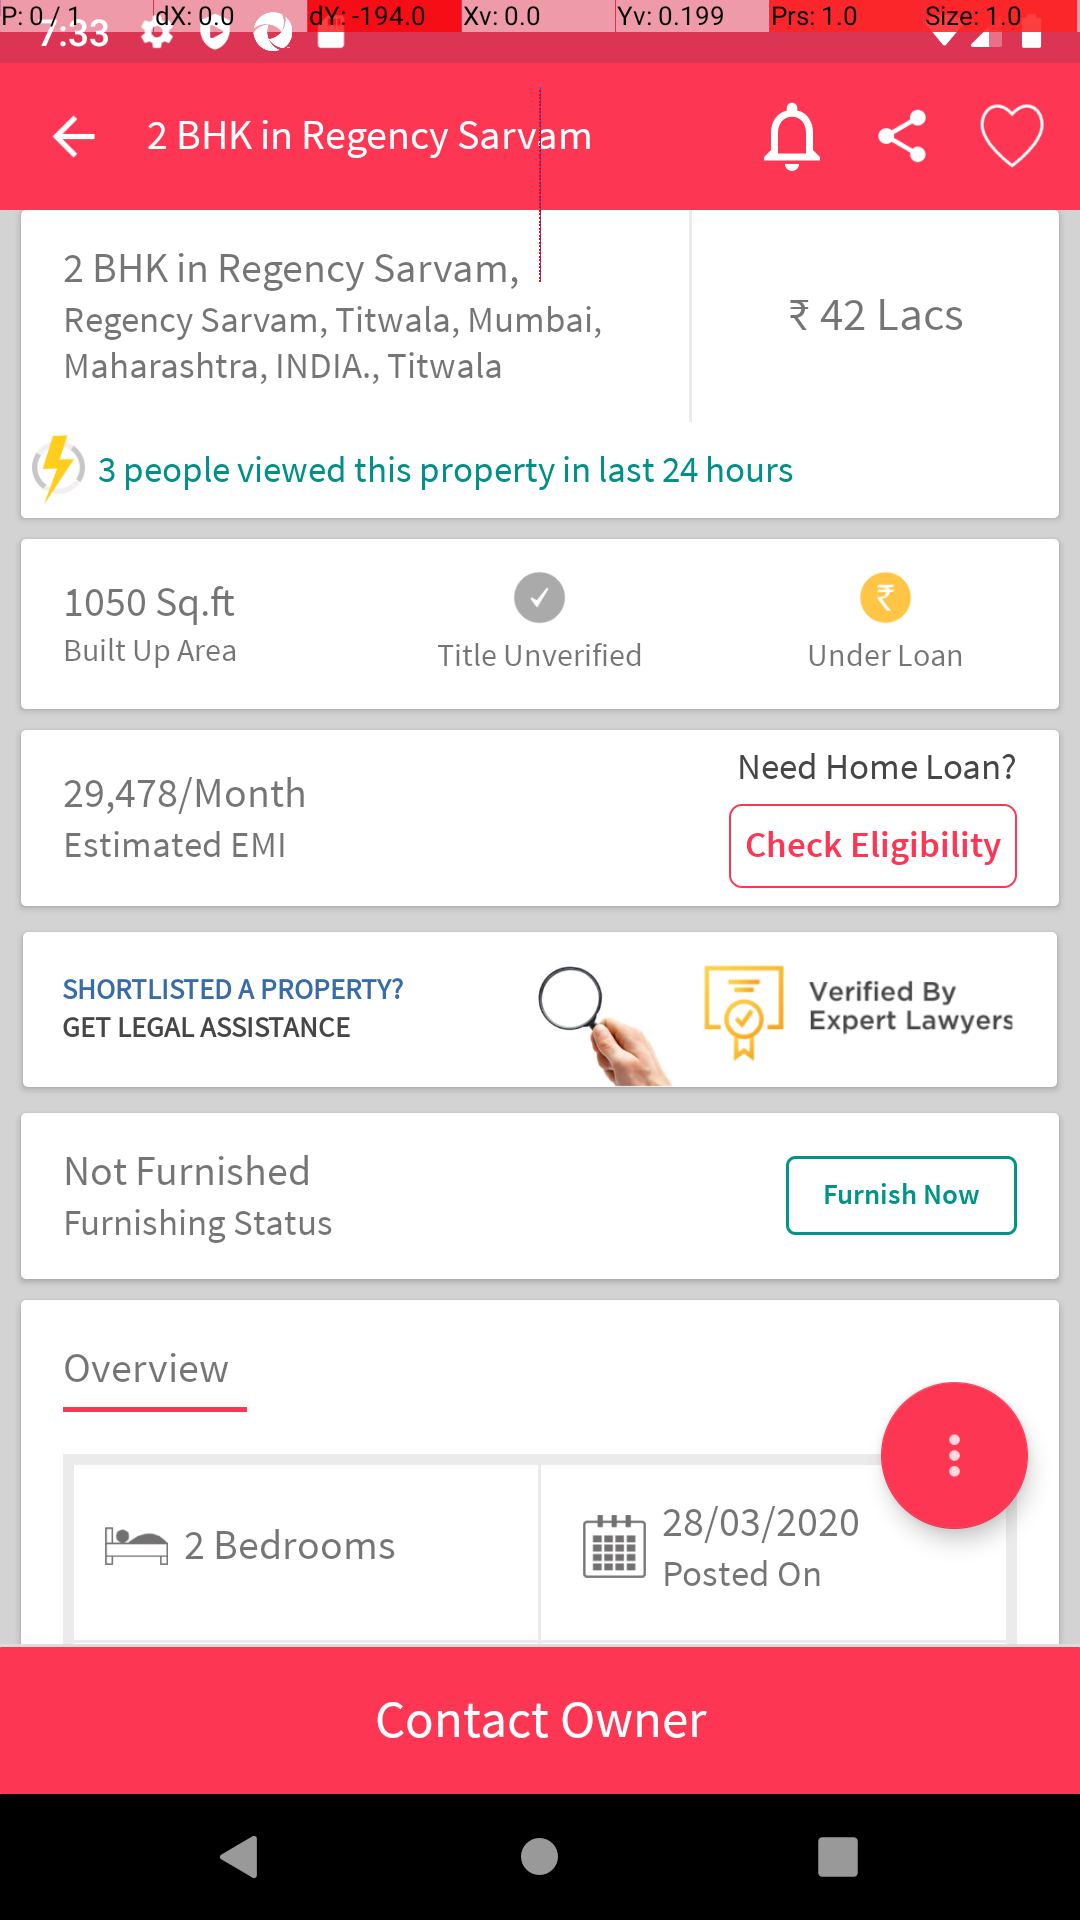 P: 0 / 1 dX: 0.0 dY: -194.0 Xv: 0.0 Yv: 0.199 Prs: 1.0 Size: 1.0
7:33
2 BHK in Regency Sarvam
2 BHK in Regency Sarvam,
Regency Sarvam, Titwala, Mumbai,
Maharashtra, INDIA., Titwala
₹ 42 Lacs
3 people viewed this property in last 24 hours
1050 Sq.ft
Built Up Area
Title Unverified
₹
Under Loan
29,478/Month
Estimated EMI
Need Home Loan?
Check Eligibility
SHORTLISTED A PROPERTY?
GET LEGAL ASSISTANCE
Verified By
Expert Lawyers
Not Furnished
Furnishing Status
Furnish Now
Overview
2 Bedrooms
28/03/2020
Posted On
Contact Owner